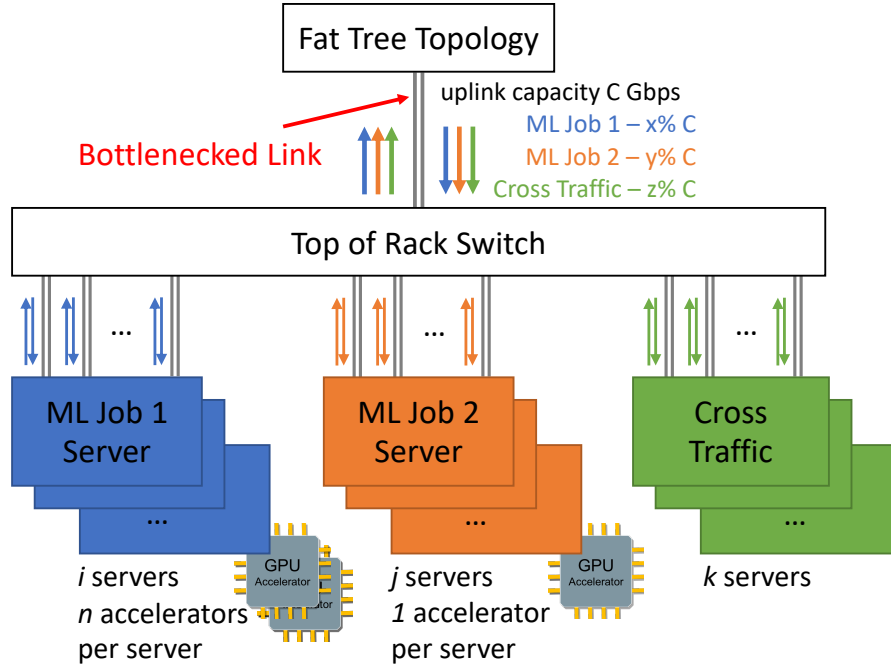 Fat Tree Topology
uplink capacity C Gbps
ML Job 1 – x% C
Bottlenecked Link
ML Job 2 – y% C
Cross Traffic – z% C
Top of Rack Switch
... ... ...
ML Job 1
Server
...
ML Job 2
Server
...
Cross
Traffic
...
GPU
Accelerator
GPU
Accelerator
i servers
n accelerators
per server
j servers
1 accelerator
per server
k servers